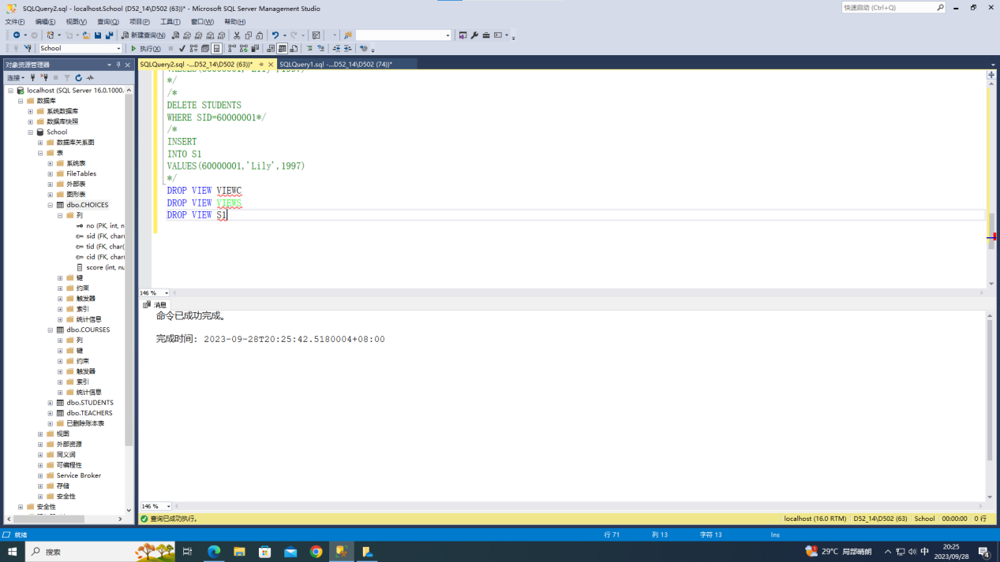 SQLQuery2.sql - localhost.School (D52_14\D502 (63))* - Microsoft SQL Server Management Studio
快速启动 (Ctrl+Q)
文件(F) 编辑(E) 视图(V) 查询(Q) 项目(P) 工具(T) 窗口(W) 帮助(H)
新建查询(N)
School
执行(X)
对象资源管理器
SQLQuery2.sql -...D52_14\D502 (63))*
SQLQuery1.sql -...D52_14\D502 (74))*
连接
localhost (SQL Server 16.0.1000.
数据库
系统数据库
数据库快照
School
数据库关系图
表
系统表
FileTables
外部表
图形表
dbo.CHOICES
列
no (PK, int, n
sid (FK, char(
tid (FK, char(
cid (FK, char(
score (int, nu
键
约束
触发器
索引
统计信息
dbo.COURSES
列
键
约束
触发器
索引
统计信息
dbo.STUDENTS
dbo.TEACHERS
已删除账本表
视图
外部资源
同义词
可编程性
Service Broker
存储
安全性
安全性
VALUES(60000001,'Lily',1997)
*/
/*
DELETE STUDENTS
WHERE SID=60000001*/
/*
INSERT
INTO S1
VALUES(60000001,'Lily',1997)
*/
DROP VIEW VIEWC
DROP VIEW VIEWS
DROP VIEW S1
146 %
消息
命令已成功完成。
完成时间: 2023-09-28T20:25:42.5180004+08:00
146 %
查询已成功执行。
localhost (16.0 RTM) D52_14\D502 (63) School 00:00:00 0 行
就绪
行 71 列 13 字符 13 Ins
搜索
29°C 局部晴朗
中
20:25
2023/09/28
4